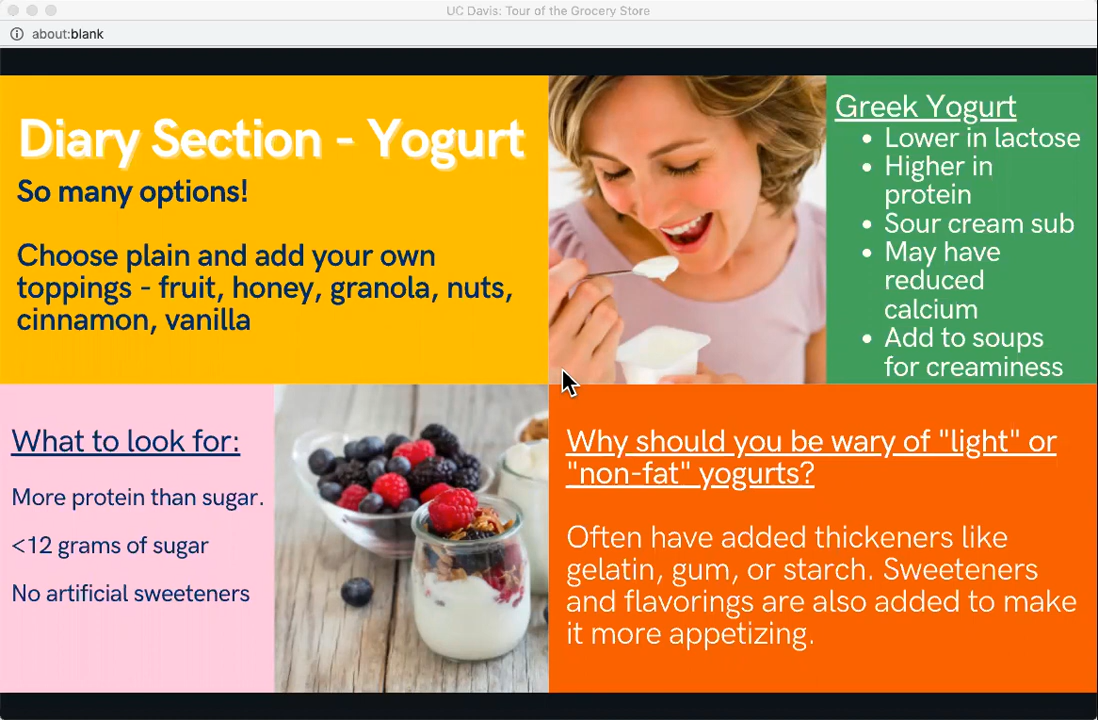 UC Davis: Tour of the Grocery Store
about:blank
Diary Section - Yogurt
So many options!
Choose plain and add your own
toppings - fruit, honey, granola, nuts,
cinnamon, vanilla
Greek Yogurt
• Lower in lactose
• Higher in
protein
• Sour cream sub
• May have
reduced
calcium
• Add to soups
for creaminess
What to look for:
More protein than sugar.
<12 grams of sugar
No artificial sweeteners
Why should you be wary of "light" or
"non-fat" yogurts?
Often have added thickeners like
gelatin, gum, or starch. Sweeteners
and flavorings are also added to make
it more appetizing.